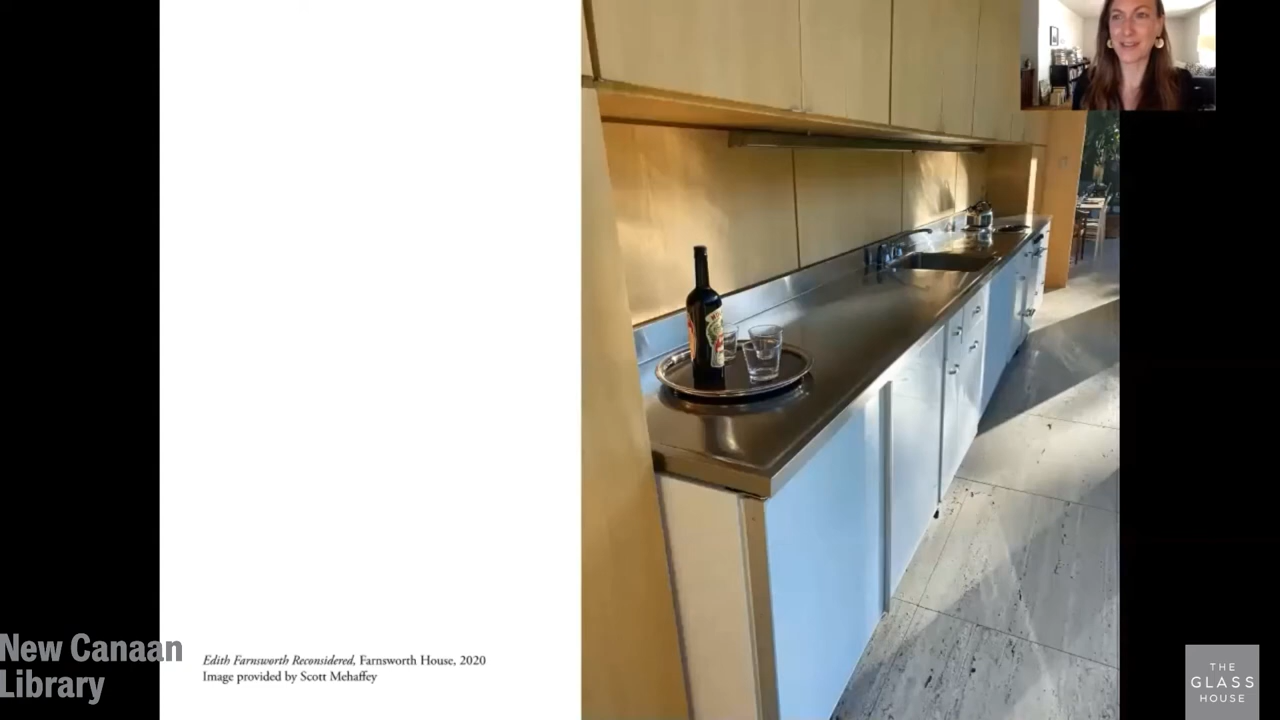 New Canaan
Library
Edith Farnsworth Reconsidered, Farnsworth House, 2020
Image provided by Scott Mehaffey
THE
GLASS
HOUSE